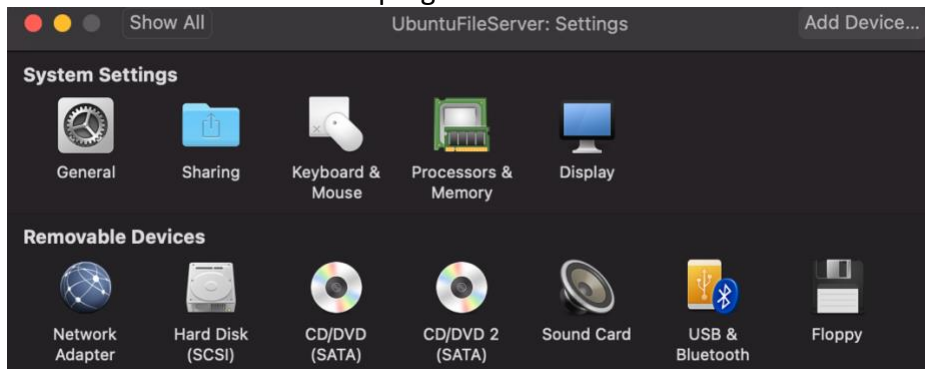 Show All UbuntuFileServer: Settings Add Device...
System Settings
General Sharing Keyboard & Processors & Display
Mouse Memory
Removable Devices
Network Hard Disk CD/DVD CD/DVD 2 Sound Card USB & Floppy
Adapter (SCSI) (SATA) (SATA) Bluetooth